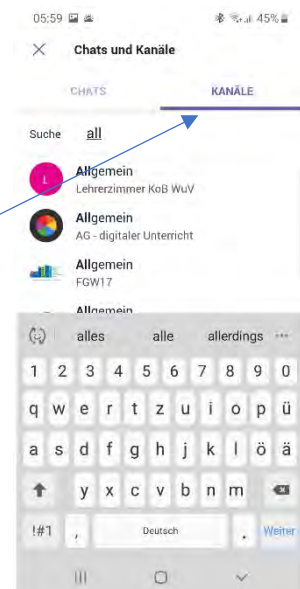 05:59 45%
Chats und Kanäle
CHATS KANÄLE
Suche all
L
Allgemein
Lehrerzimmer KoB WuV
Allgemein
AG - digitaler Unterricht
Allgemein
FGW17
Allgemein
alles alle allerdings ...
1 2 3 4 5 6 7 8 9 0
q w e r t z u i o p ü
a s d f g h j k l ö ä
y x c v b n m
!#1 , Deutsch . Weiter